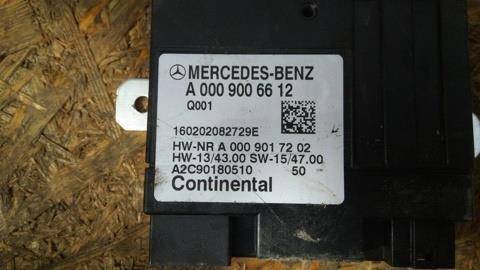 MERCEDES-BENZ
A 000 900 66 12
Q001
160202082729E
HW-NR A 000 901 72 02
HW-13/43.00 SW-15/47.00
A2C90180510 50
Continental